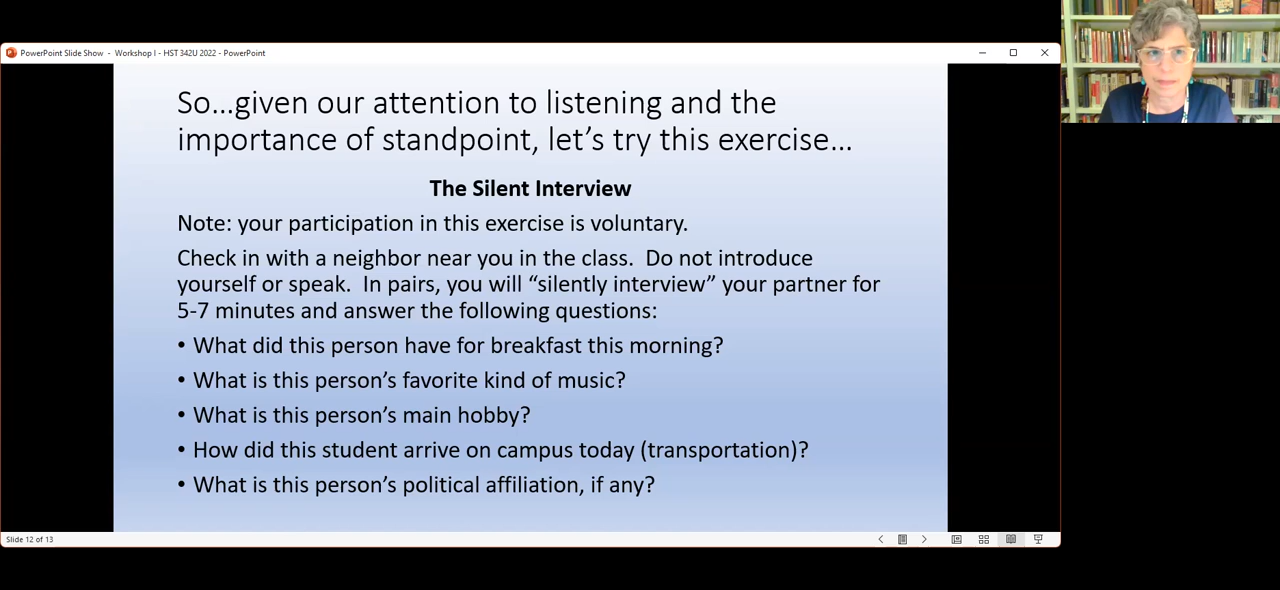 PowerPoint Slide Show - Workshop I - HST 342U 2022 - PowerPoint
So…given our attention to listening and the
importance of standpoint, let’s try this exercise…
The Silent Interview
Note: your participation in this exercise is voluntary.
Check in with a neighbor near you in the class.  Do not introduce
yourself or speak.  In pairs, you will “silently interview” your partner for
5-7 minutes and answer the following questions:
• What did this person have for breakfast this morning?
• What is this person’s favorite kind of music?
• What is this person’s main hobby?
• How did this student arrive on campus today (transportation)?
• What is this person’s political affiliation, if any?
Slide 12 of 13